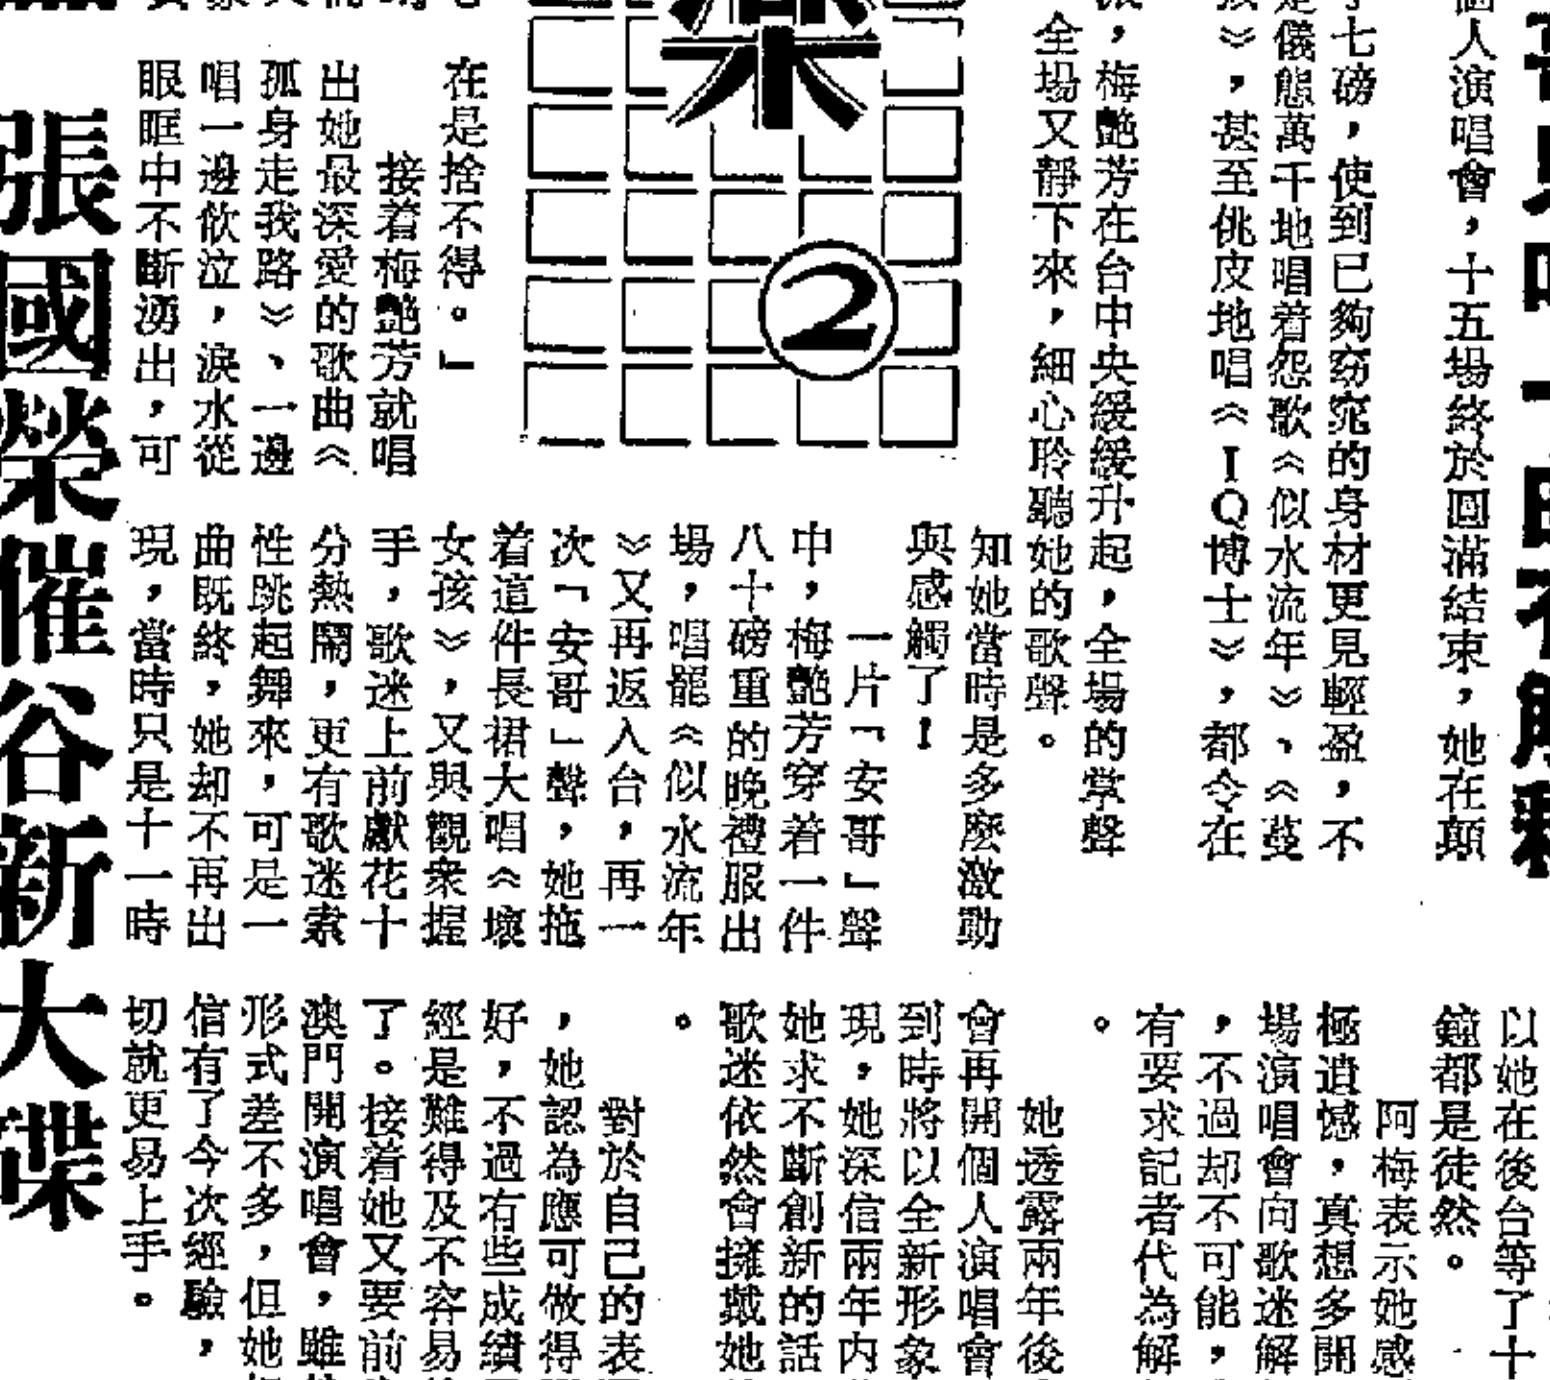 人演唱會，十五場終於圓滿結束，她在顛
七磅，使到已夠窈窕的身材更見輕盈，不
是儀態萬千地唱着怨歌《似水流年》、《蔓
》，甚至佻皮地唱《ＩＱ博士》，都令在
，梅艷芳在台中央緩緩升起，全場的掌聲
全場又靜下來，細心聆聽她的歌聲。
在是捨不得。」
接着梅艷芳就唱
出她最深愛的歌曲《
孤身走我路》、一邊
唱一邊飲泣，淚水從
眼眶中不斷湧出，可
知她當時是多麼激動
與感觸了！
一片「安哥」聲
中，梅艷芳穿着一件
八十磅重的晚禮服出
場，唱罷《似水流年
》又再返入台，再一
次「安哥」聲，她拖
着這件長裙大唱《壞
女孩》，又與觀衆握
手，歌迷上前獻花十
分熱鬧，更有歌迷索
性跳起舞來，可是一
曲既終，她却不再出
現，當時只是十一時
以她在後台等了十
鐘都是徒然。
阿梅表示她感
極遺憾，真想多開
場演唱會向歌迷解
，不過却不可能，
有要求記者代為解
。
她透露兩年後
會再開個人演唱會
到時將以全新形象
現，她深信兩年内
她求不斷創新的話
歌迷依然會擁戴她
。
對於自己的表
，她認為應可做得
好，不過有些成績
經是難得及不容易
了。接着她又要前
澳門開演唱會，雖
形式差不多，但她
信有了今次經驗，
切就更易上手。
樂
②
張國榮催谷新大碟